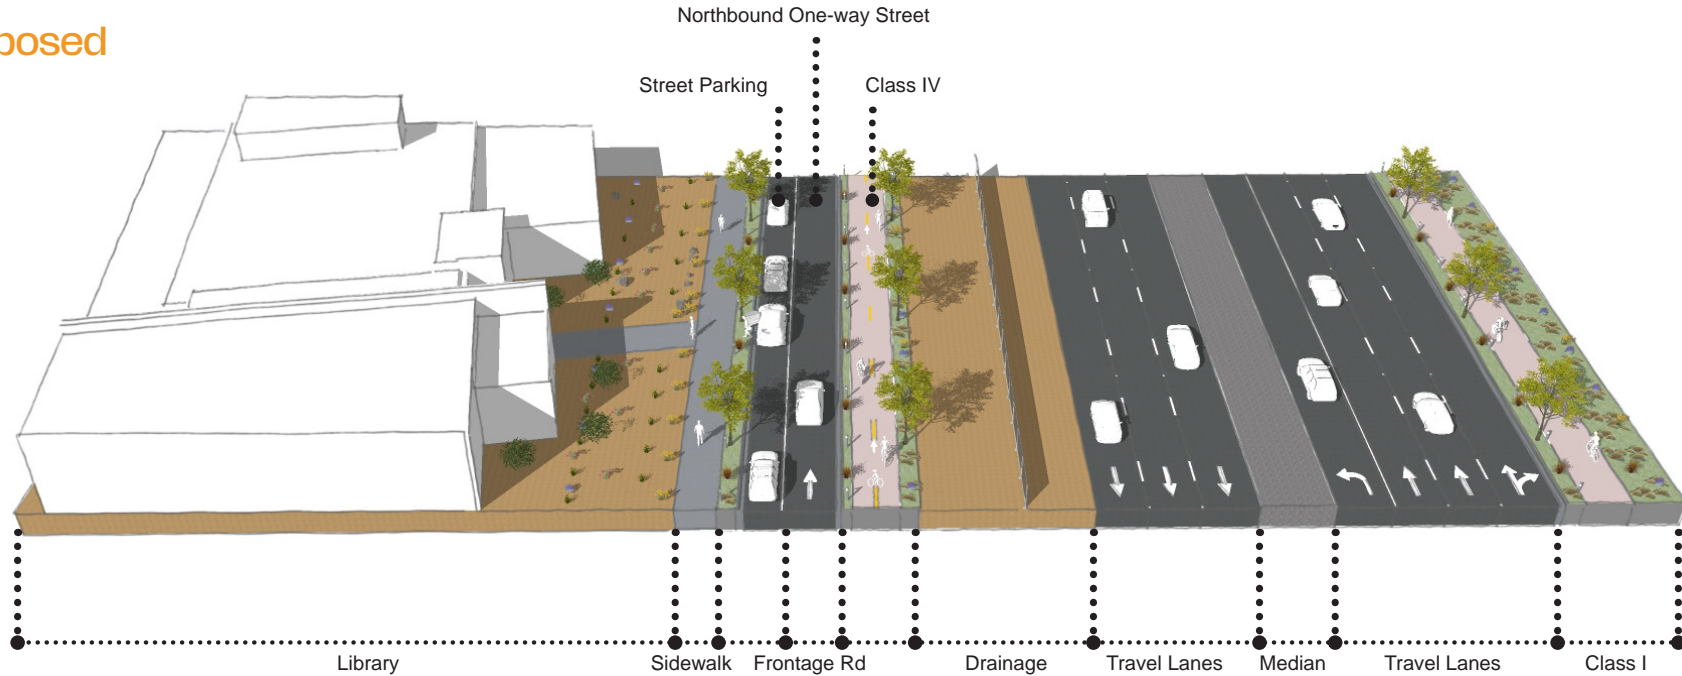 Northbound One-way Street
posed
Street Parking
Class IV
Library
Sidewalk
Frontage Rd
Drainage
Travel Lanes
Median
Travel Lanes
Class I